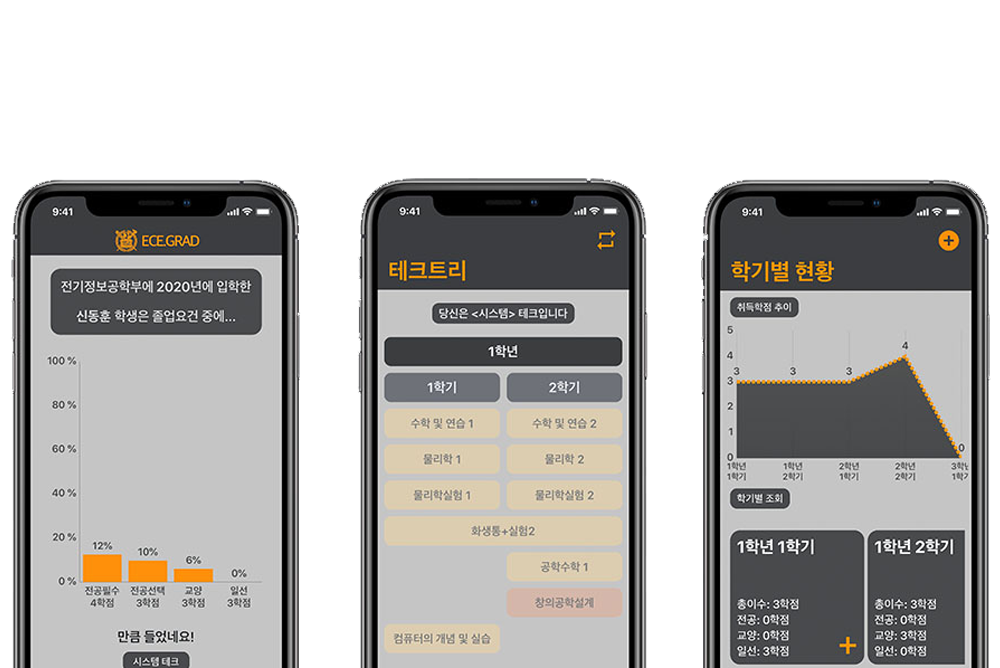 9:41
ECE.GRAD
전기정보공학부에 2020년에 입학한
신동훈 학생은 졸업요건 중에...
100 %
80 %
60 %
40 %
20 %
0 %
12%
10%
6%
0%
전공필수 전공선택 교양 일선
4학점 3학점 3학점 3학점
만큼 들었네요!
시스템 테크
9:41
테크트리
당신은 <시스템> 테크입니다
1학년
1학기 2학기
수학 및 연습 1 수학 및 연습 2
물리학 1 물리학 2
물리학실험 1 물리학실험 2
화생통+실험2
공학수학 1
창의공학설계
컴퓨터의 개념 및 실습
9:41
학기별 현황
취득학점 추이
5
4
3
2
1
0
3 3 3 4 0
1학년 1학년 2학년 2학년 3학년
1학기 2학기 1학기 2학기 1학기
학기별 조회
1학년 1학기
총이수: 3학점
전공: 0학점
교양: 0학점
일선: 3학점
1학년 2학기
총이수: 3학점
전공: 0학점
교양: 3학점
일선: 0학점